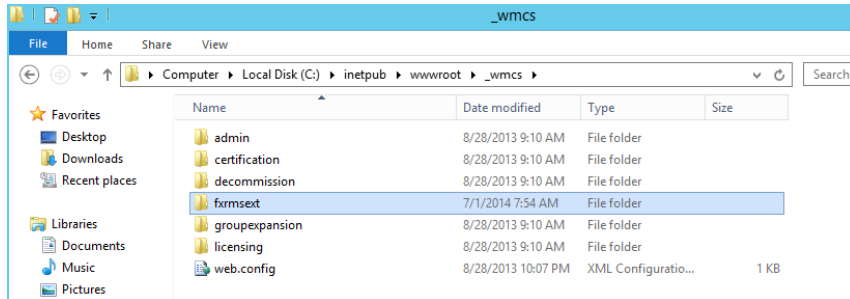 _wmcs
File Home Share View
Computer Local Disk (C:) inetpub wwwroot _wmcs Search
Name Date modified Type Size
Favorites
Desktop
Downloads
Recent places
Libraries
Documents
Music
Pictures
admin 8/28/2013 9:10 AM File folder
certification 8/28/2013 9:10 AM File folder
decommission 8/28/2013 9:10 AM File folder
fxrmsext 7/1/2014 7:54 AM File folder
groupexpansion 8/28/2013 9:10 AM File folder
licensing 8/28/2013 9:10 AM File folder
web.config 8/28/2013 10:07 PM XML Configuratio... 1 KB